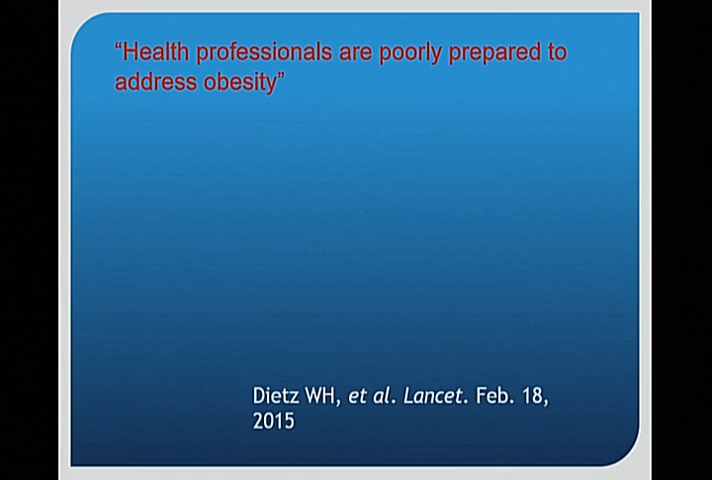 “Health professionals are poorly prepared to
address obesity”
Dietz WH, et al. Lancet. Feb. 18,
2015